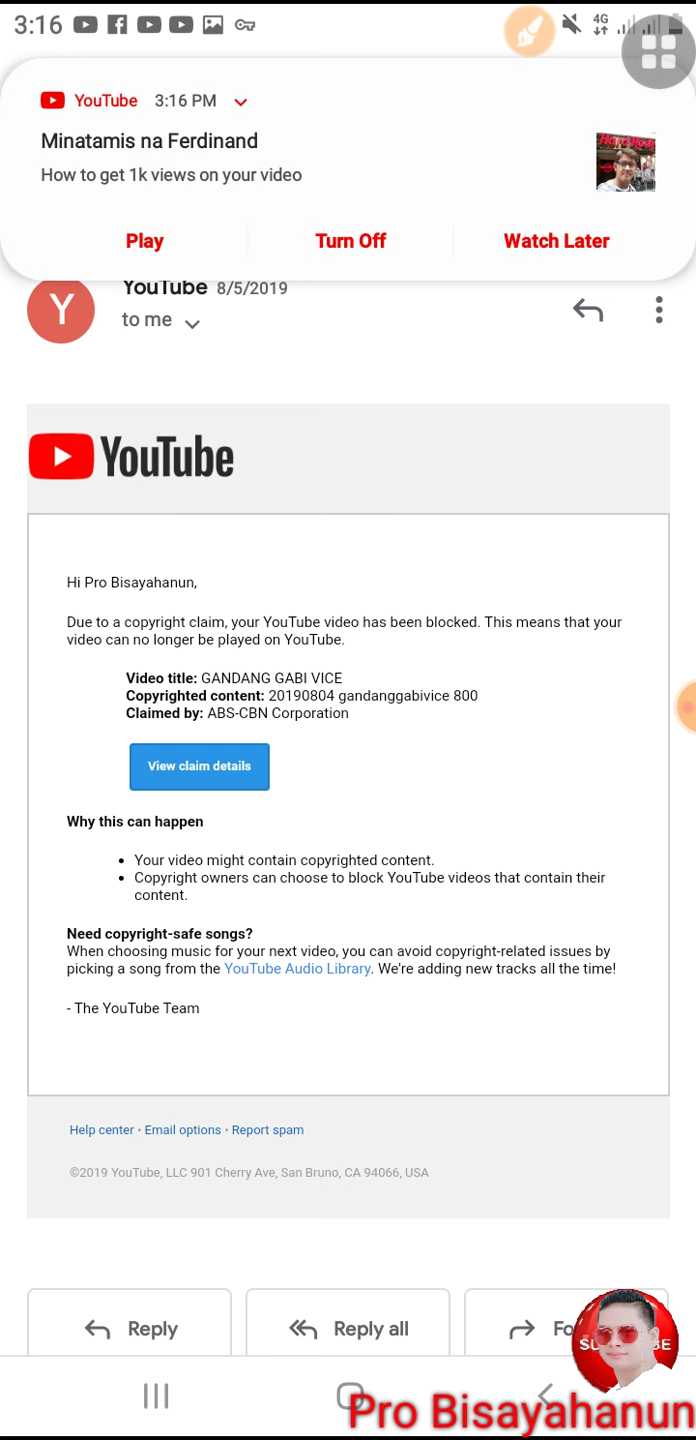 3:16
4G
YouTube 3:16 PM
Minatamis na Ferdinand
How to get 1k views on your video
Play Turn Off Watch Later
YouTube 8/5/2019
Y
to me
YouTube
Hi Pro Bisayahanun,
Due to a copyright claim, your YouTube video has been blocked. This means that your
video can no longer be played on YouTube.
Video title: GANDANG GABI VICE
Copyrighted content: 20190804 gandanggabivice 800
Claimed by: ABS-CBN Corporation
View claim details
Why this can happen
• Your video might contain copyrighted content.
• Copyright owners can choose to block YouTube videos that contain their
content.
Need copyright-safe songs?
When choosing music for your next video, you can avoid copyright-related issues by
picking a song from the YouTube Audio Library. We're adding new tracks all the time!
- The YouTube Team
Help center • Email options • Report spam
©2019 YouTube, LLC 901 Cherry Ave, San Bruno, CA 94066, USA
Reply Reply all Fo
Pro Bisayahanun